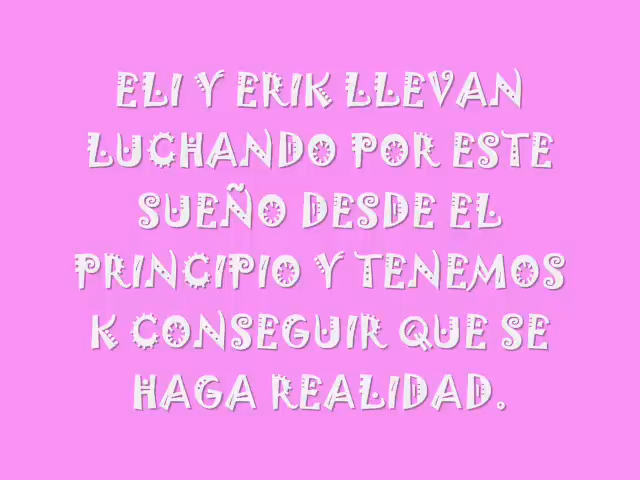 ELI Y ERIK LLEVAN
LUCHANDO POR ESTE
SUEÑO DESDE EL
PRINCIPIO Y TENEMOS
K CONSEGUIR QUE SE
HAGA REALIDAD.